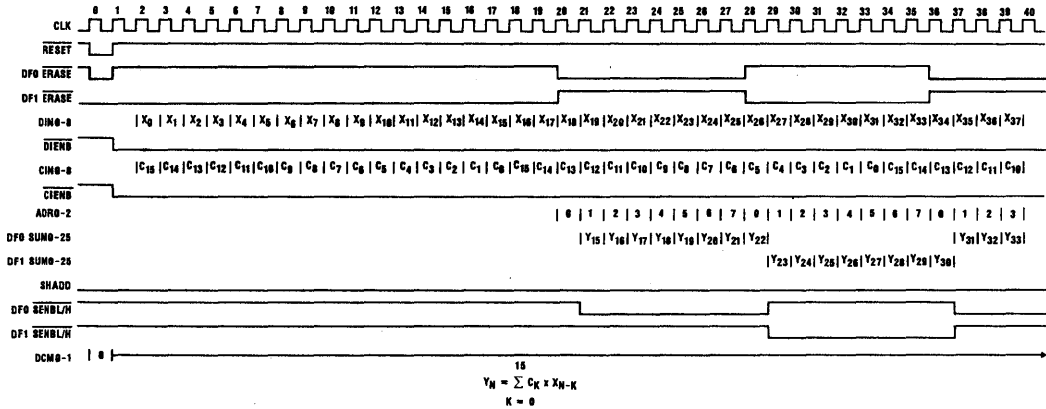 0 1 2 3 4 5 6 7 8 9 10 11 12 13 14 15 16 17 18 19 20 21 22 23 24 25 26 27 28 29 30 31 32 33 34 35 36 37 38 39 40
CLK
RESET
DF0 ERASE
DF1 ERASE
DIN0-8 | X0 | X1 | X2 | X3 | X4 | X5 | X6 | X7 | X8 | X9 | X10 | X11 | X12 | X13 | X14 | X15 | X16 | X17 | X18 | X19 | X20 | X21 | X22 | X23 | X24 | X25 | X26 | X27 | X28 | X29 | X30 | X31 | X32 | X33 | X34 | X35 | X36 | X37 |
DIENB
CIN0-8 | C15 | C14 | C13 | C12 | C11 | C10 | C9 | C8 | C7 | C6 | C5 | C4 | C3 | C2 | C1 | C0 | C15 | C14 | C13 | C12 | C11 | C10 | C9 | C8 | C7 | C6 | C5 | C4 | C3 | C2 | C1 | C0 | C15 | C14 | C13 | C12 | C11 | C10 |
CIENB
ADR0-2 | 0 | 1 | 2 | 3 | 4 | 5 | 6 | 7 | 0 | 1 | 2 | 3 | 4 | 5 | 6 | 7 | 0 | 1 | 2 | 3 |
DF0 SUM0-25 | Y15 | Y16 | Y17 | Y18 | Y19 | Y20 | Y21 | Y22 | | Y31 | Y32 | Y33 |
DF1 SUM0-25 | Y23 | Y24 | Y25 | Y26 | Y27 | Y28 | Y29 | Y30 |
SHADD
DF0 SENBL/H
DF1 SENBL/H
DCM0-1 | 0 |
15
YN = ∑ CK x XN-K
K = 0